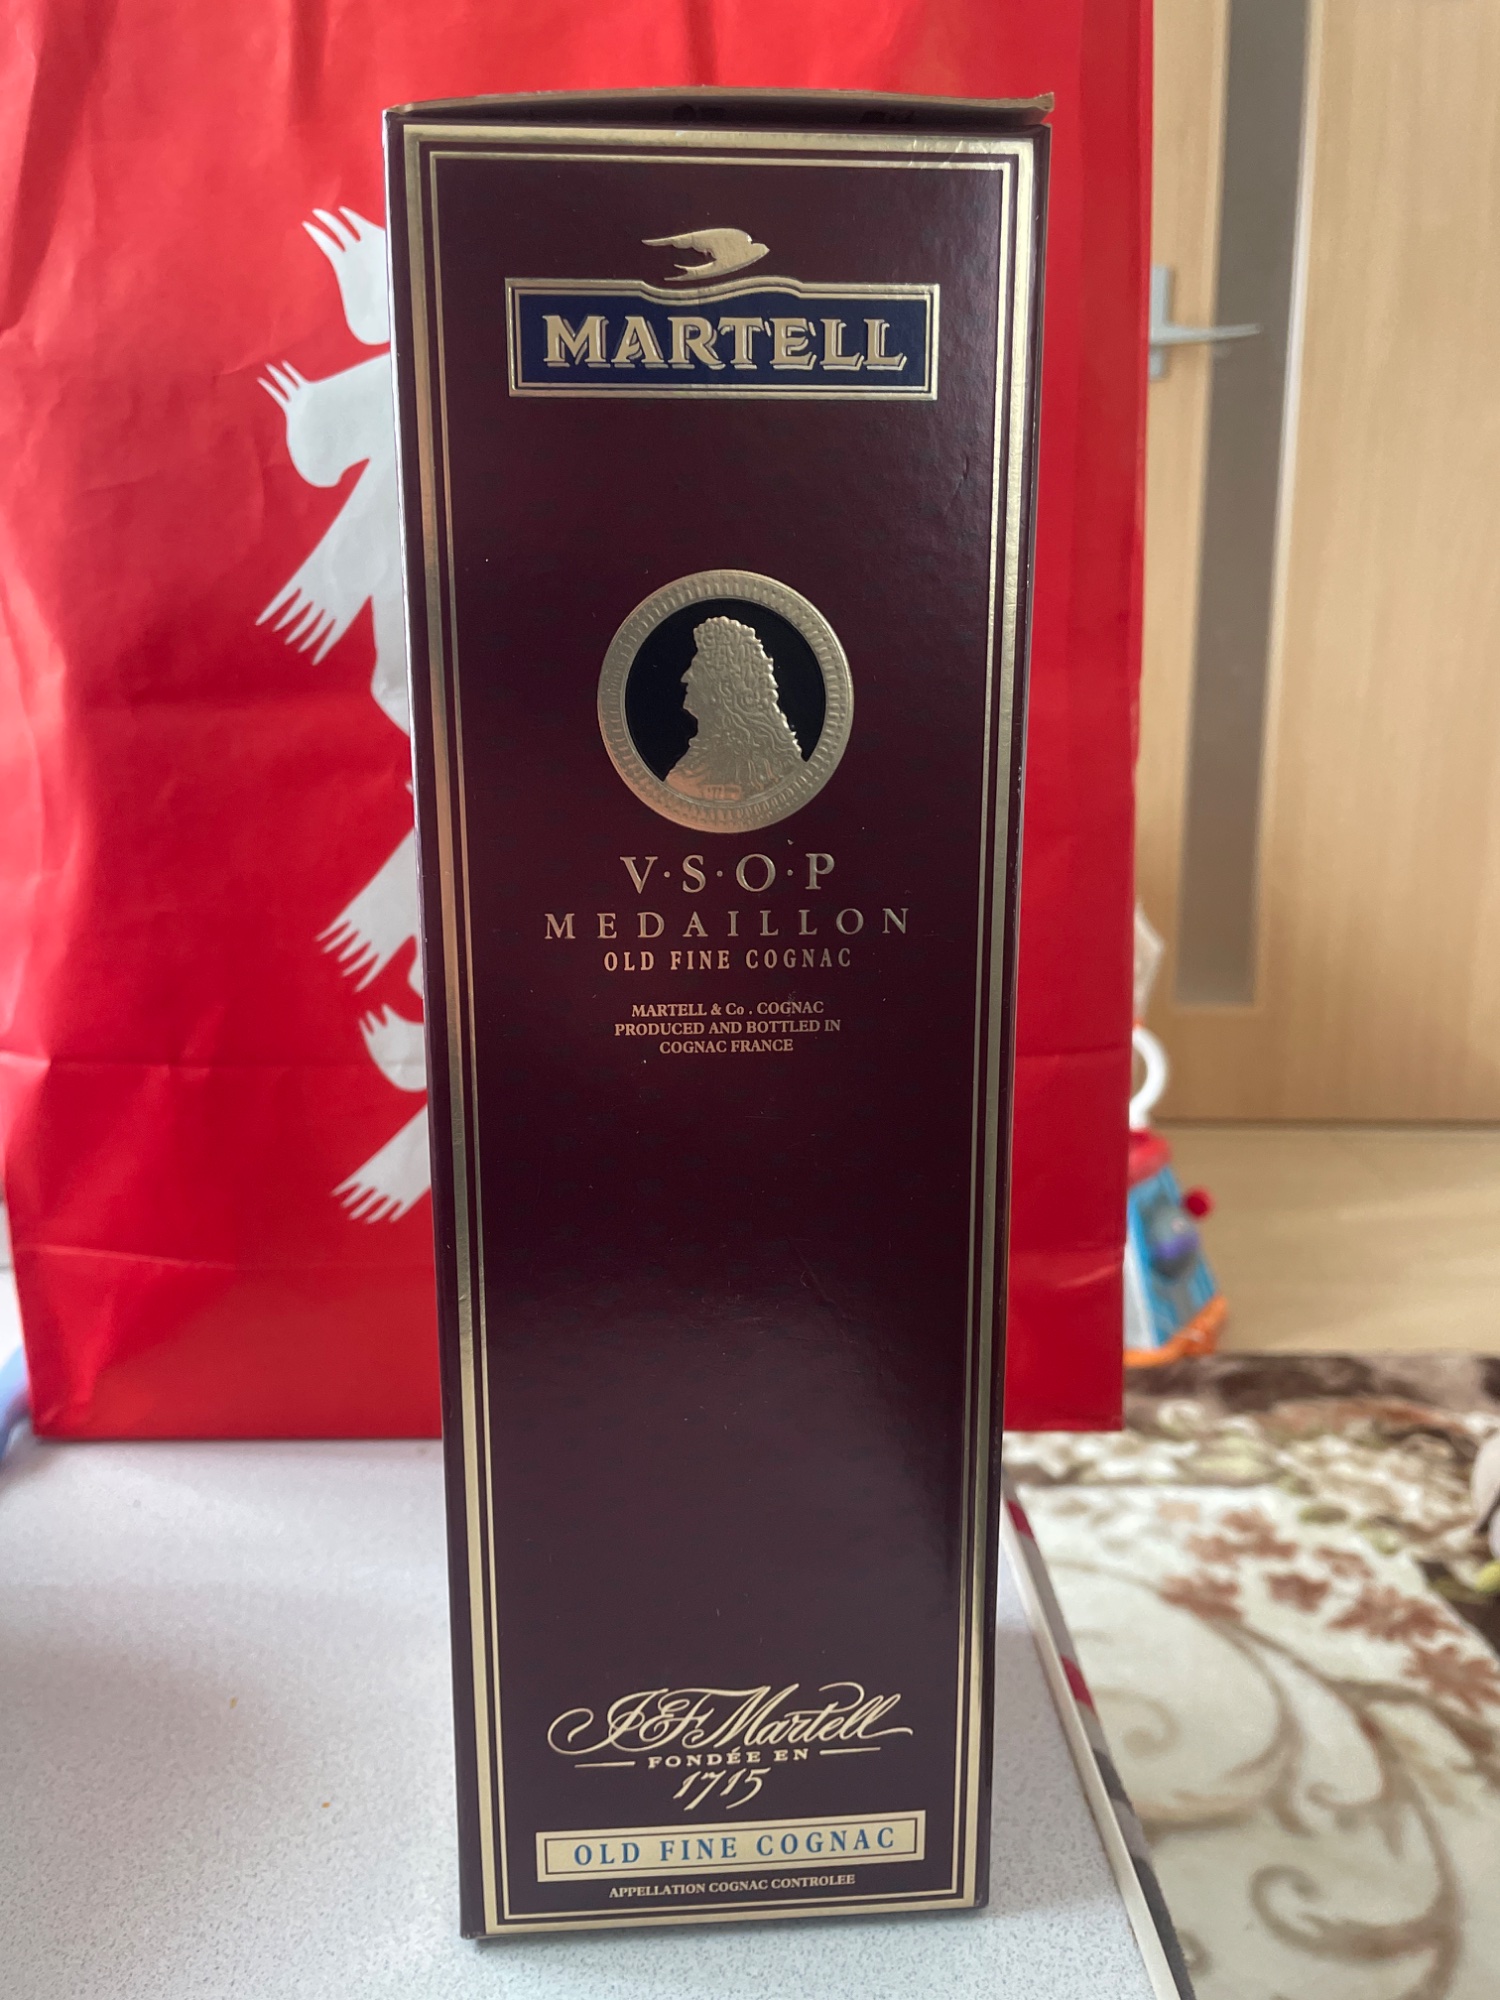 MARTELL
V·S·O·P
MEDAILLON
OLD FINE COGNAC
MARTELL & Co . COGNAC
PRODUCED AND BOTTLED IN
COGNAC FRANCE
J&F Martell
FONDÉE EN
1715
OLD FINE COGNAC
APPELLATION COGNAC CONTROLEE